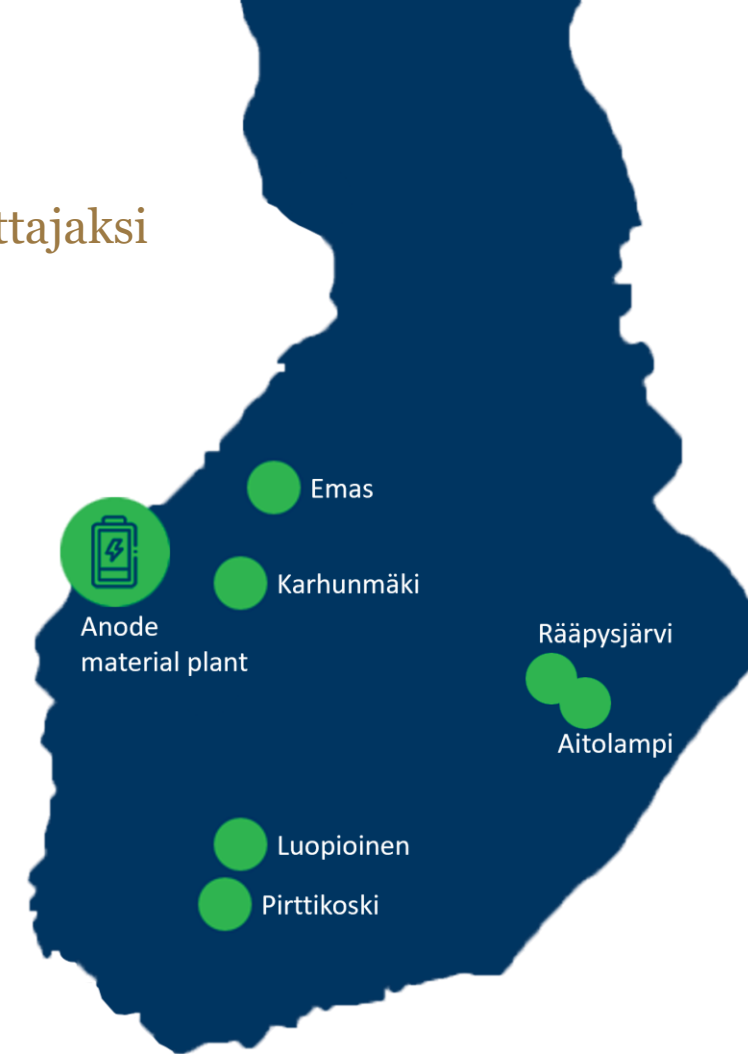 ttajaksi
Emas
Karhunmäki
Anode
material plant
Rääpysjärvi
Aitolampi
Luopioinen
Pirttikoski